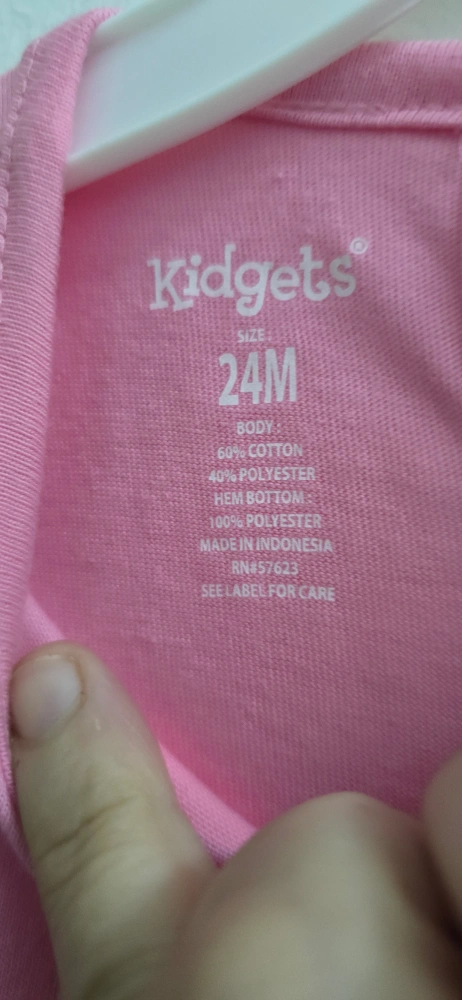 Kidgets®
SIZE :
24M
BODY :
60% COTTON
40% POLYESTER
HEM BOTTOM :
100% POLYESTER
MADE IN INDONESIA
RN#57623
SEE LABEL FOR CARE